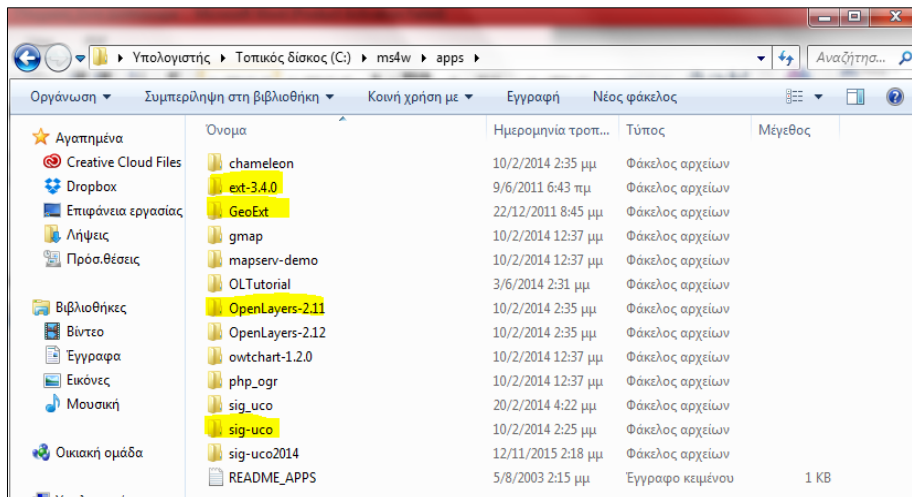 Υπολογιστής Τοπικός δίσκος (C:) ms4w apps Αναζήτησ...
Οργάνωση Συμπερίληψη στη βιβλιοθήκη Κοινή χρήση με Εγγραφή Νέος φάκελος
Αγαπημένα
Creative Cloud Files
Dropbox
Επιφάνεια εργασίας
Λήψεις
Πρόσ.θέσεις
Βιβλιοθήκες
Βίντεο
Έγγραφα
Εικόνες
Μουσική
Οικιακή ομάδα
Όνομα Ημερομηνία τροπ... Τύπος Μέγεθος
chameleon 10/2/2014 2:35 μμ Φάκελος αρχείων
ext-3.4.0 9/6/2011 6:43 πμ Φάκελος αρχείων
GeoExt 22/12/2011 8:45 μμ Φάκελος αρχείων
gmap 10/2/2014 12:37 μμ Φάκελος αρχείων
mapserv-demo 10/2/2014 12:37 μμ Φάκελος αρχείων
OLTutorial 3/6/2014 2:31 μμ Φάκελος αρχείων
OpenLayers-2.11 10/2/2014 2:35 μμ Φάκελος αρχείων
OpenLayers-2.12 10/2/2014 2:35 μμ Φάκελος αρχείων
owtchart-1.2.0 10/2/2014 12:37 μμ Φάκελος αρχείων
php_ogr 10/2/2014 12:37 μμ Φάκελος αρχείων
sig_uco 20/2/2014 4:22 μμ Φάκελος αρχείων
sig-uco 10/2/2014 2:25 μμ Φάκελος αρχείων
sig-uco2014 12/11/2015 2:18 μμ Φάκελος αρχείων
README_APPS 5/8/2003 2:15 μμ Έγγραφο κειμένου 1 KB